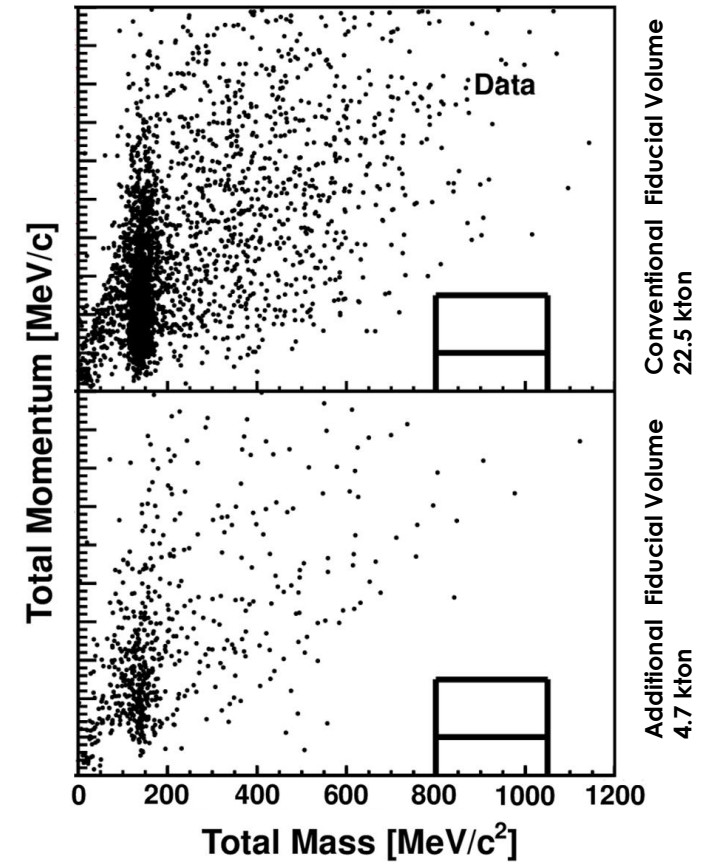 Data
Conventional Fiducial Volume
22.5 kton
Total Momentum [MeV/c]
Additional Fiducial Volume
4.7 kton
0 200 400 600 800 1000 1200
Total Mass [MeV/c²]